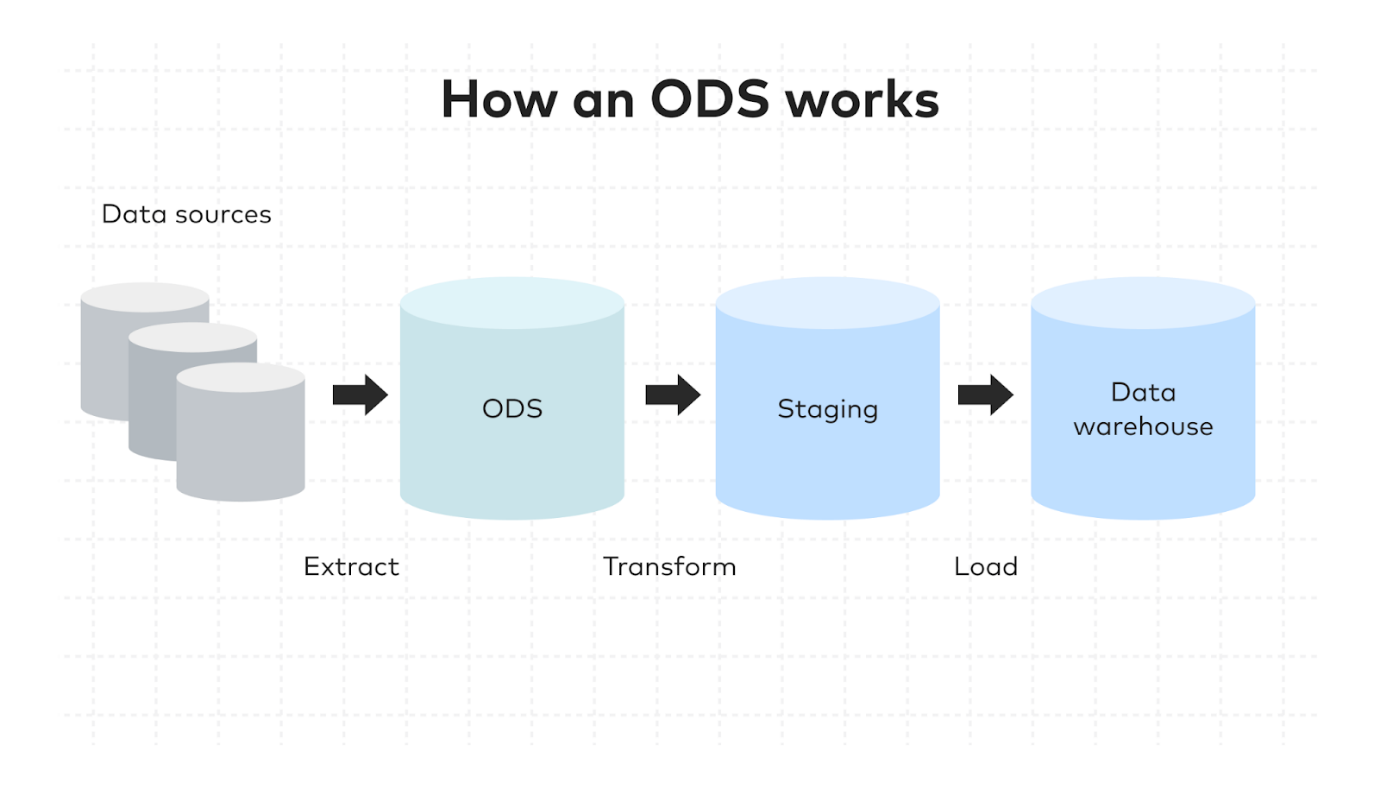 How an ODS works
Data sources
ODS
Staging
Data
warehouse
Extract
Transform
Load